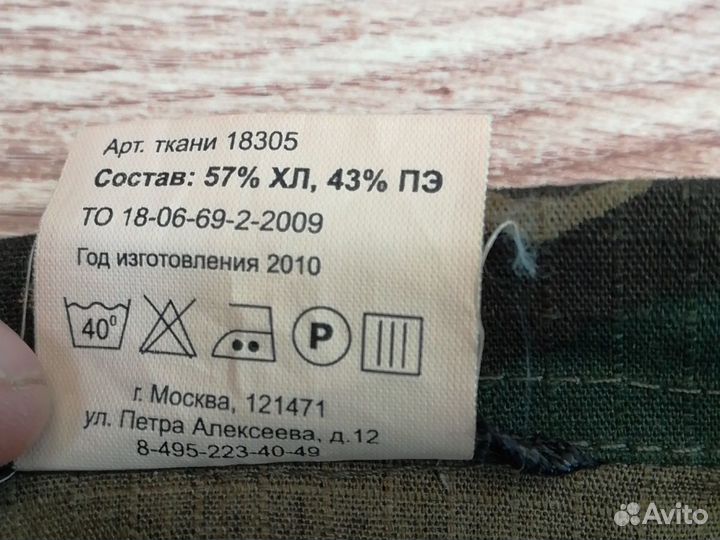 Арт. ткани 18305
Состав: 57% ХЛ, 43% ПЭ
ТО 18-06-69-2-2009
Год изготовления 2010
40⁰ P
г. Москва, 121471
ул. Петра Алексеева, д.12
8-495-223-40-49
Avito